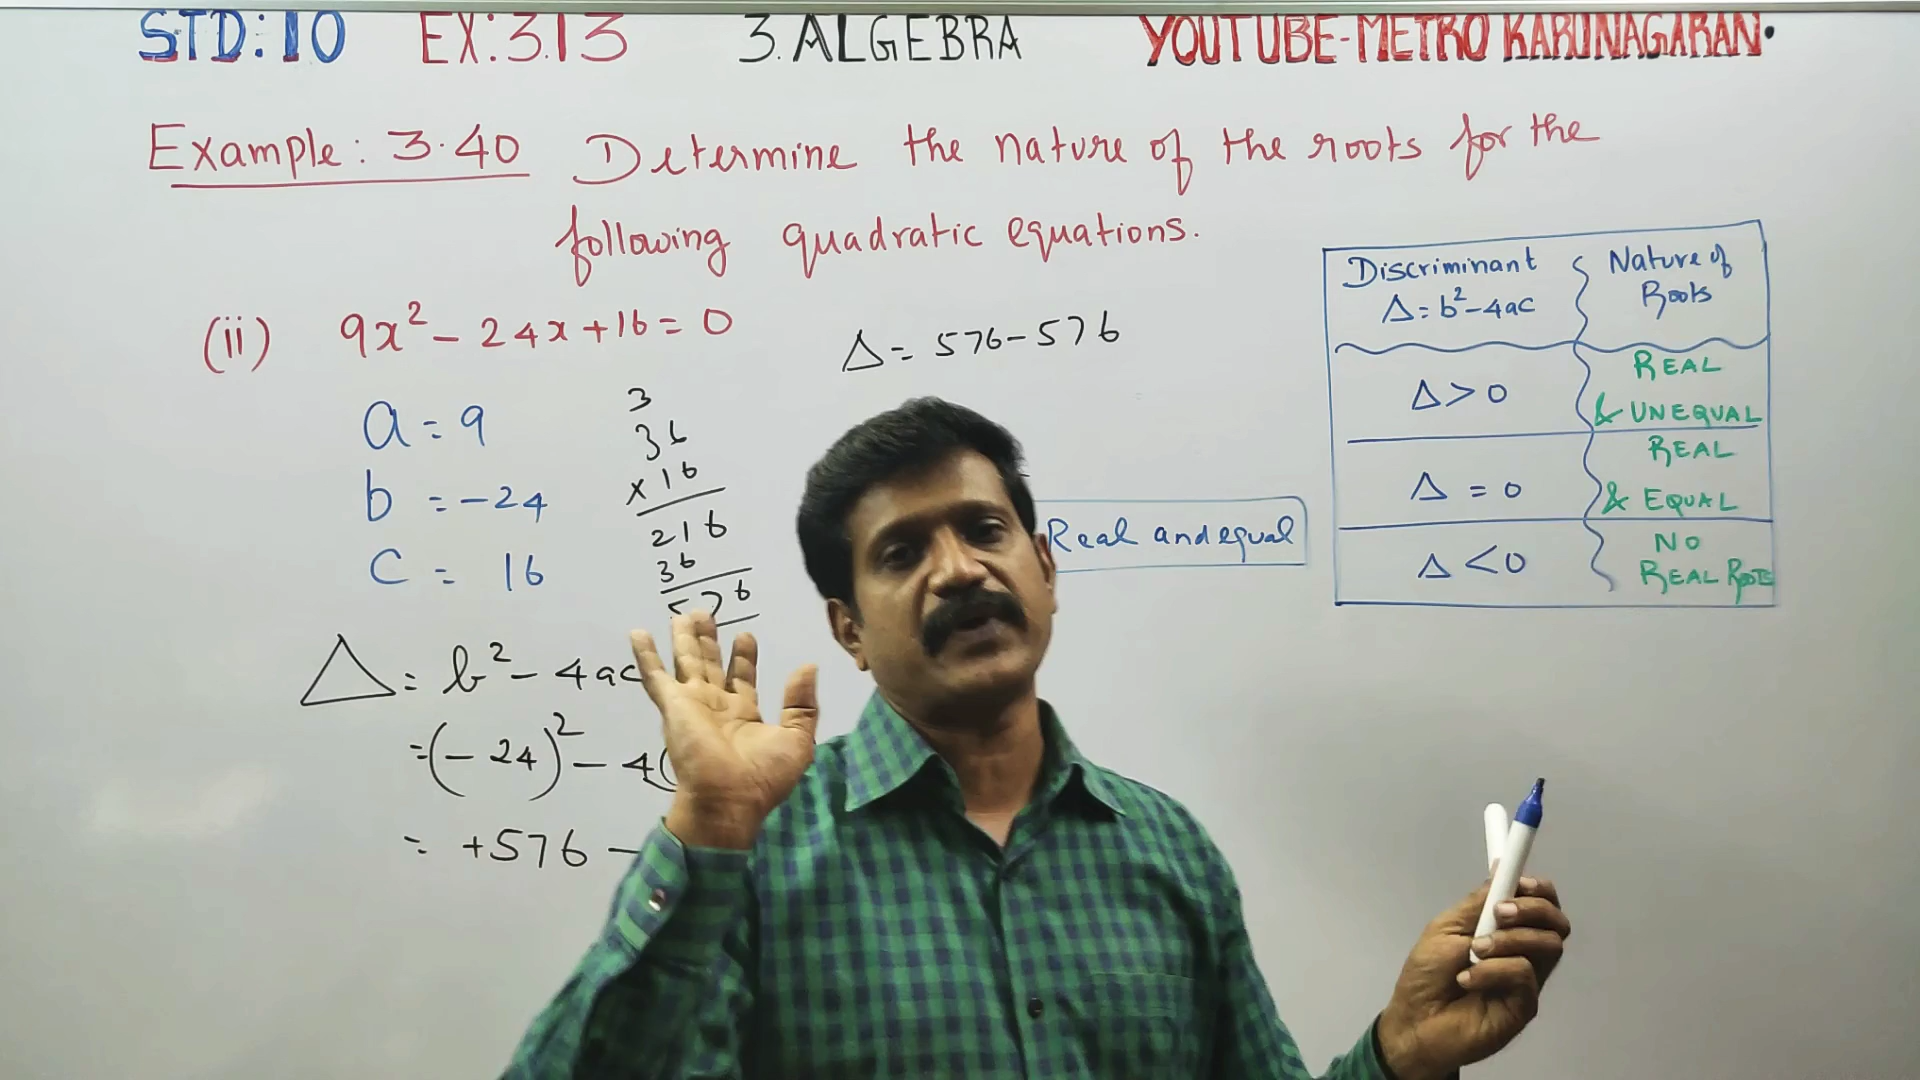 STD:10 EX:3.13 3.ALGEBRA YOUTUBE-METRO KARUNAGARAN.
Example: 3.40 Determine the nature of the roots for the
following quadratic equations.
(ii) 9x² - 24x + 16 = 0
a = 9
b = -24
c = 16
3
36
x 16
216
36
576
Δ = b² - 4ac
= (-24)² - 4(
= +576 -
Δ = 576 - 576
Real and equal
Discriminant Nature of
Δ = b² - 4ac Roots
Δ > 0 REAL
& UNEQUAL
Δ = 0 REAL
& EQUAL
Δ < 0 NO
REAL ROOTS